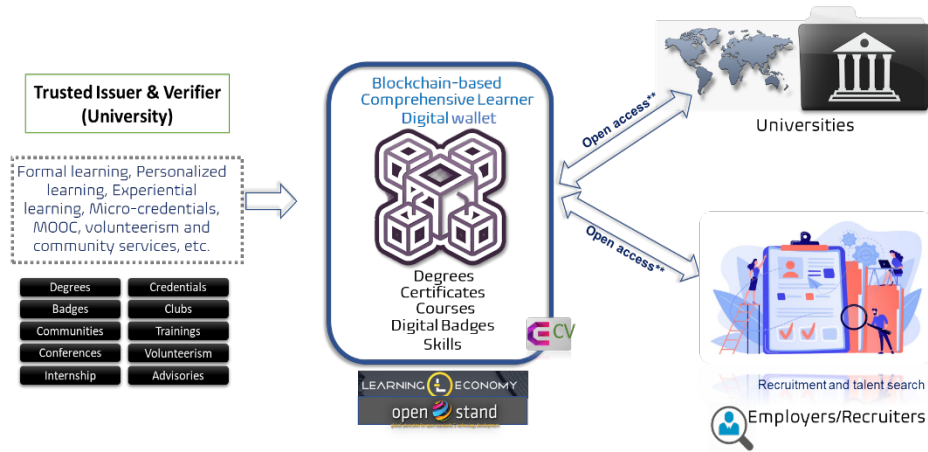 Trusted Issuer & Verifier
(University)
Formal learning, Personalized
learning, Experiential
learning, Micro-credentials,
MOOC, volunteerism and
community services, etc.
Degrees
Credentials
Badges
Clubs
Communities
Trainings
Conferences
Volunteerism
Internship
Advisories
Blockchain-based
Comprehensive Learner
Digital wallet
Degrees
Certificates
Courses
Digital Badges
Skills
CV
LEARNING ECONOMY
open stand
Open access**
Open access**
Universities
Recruitment and talent search
Employers/Recruiters